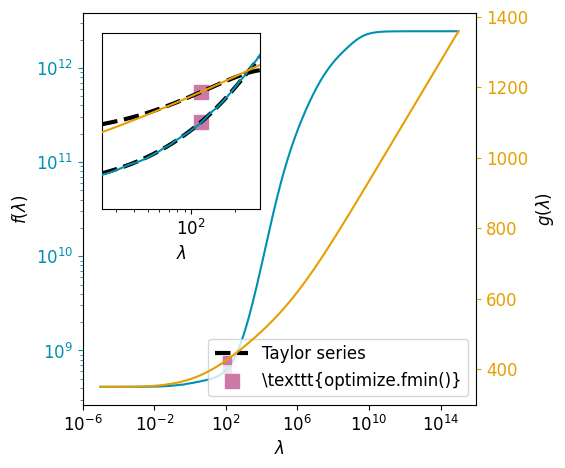 10^12
10^11
10^10
10^9
f(λ)
1400
1200
1000
800
600
400
g(λ)
10^2
λ
Taylor series
\texttt{optimize.fmin()}
10^−6
10^−2
10^2
10^6
10^10
10^14
λ